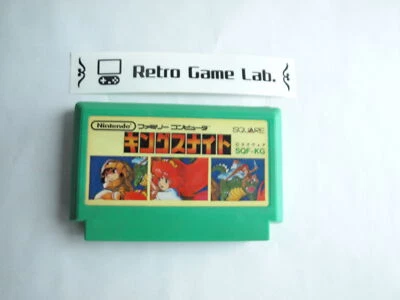 Retro Game Lab.
Nintendo ファミリー コンピュータ
SQUARE
キングスナイト
SQF-KG